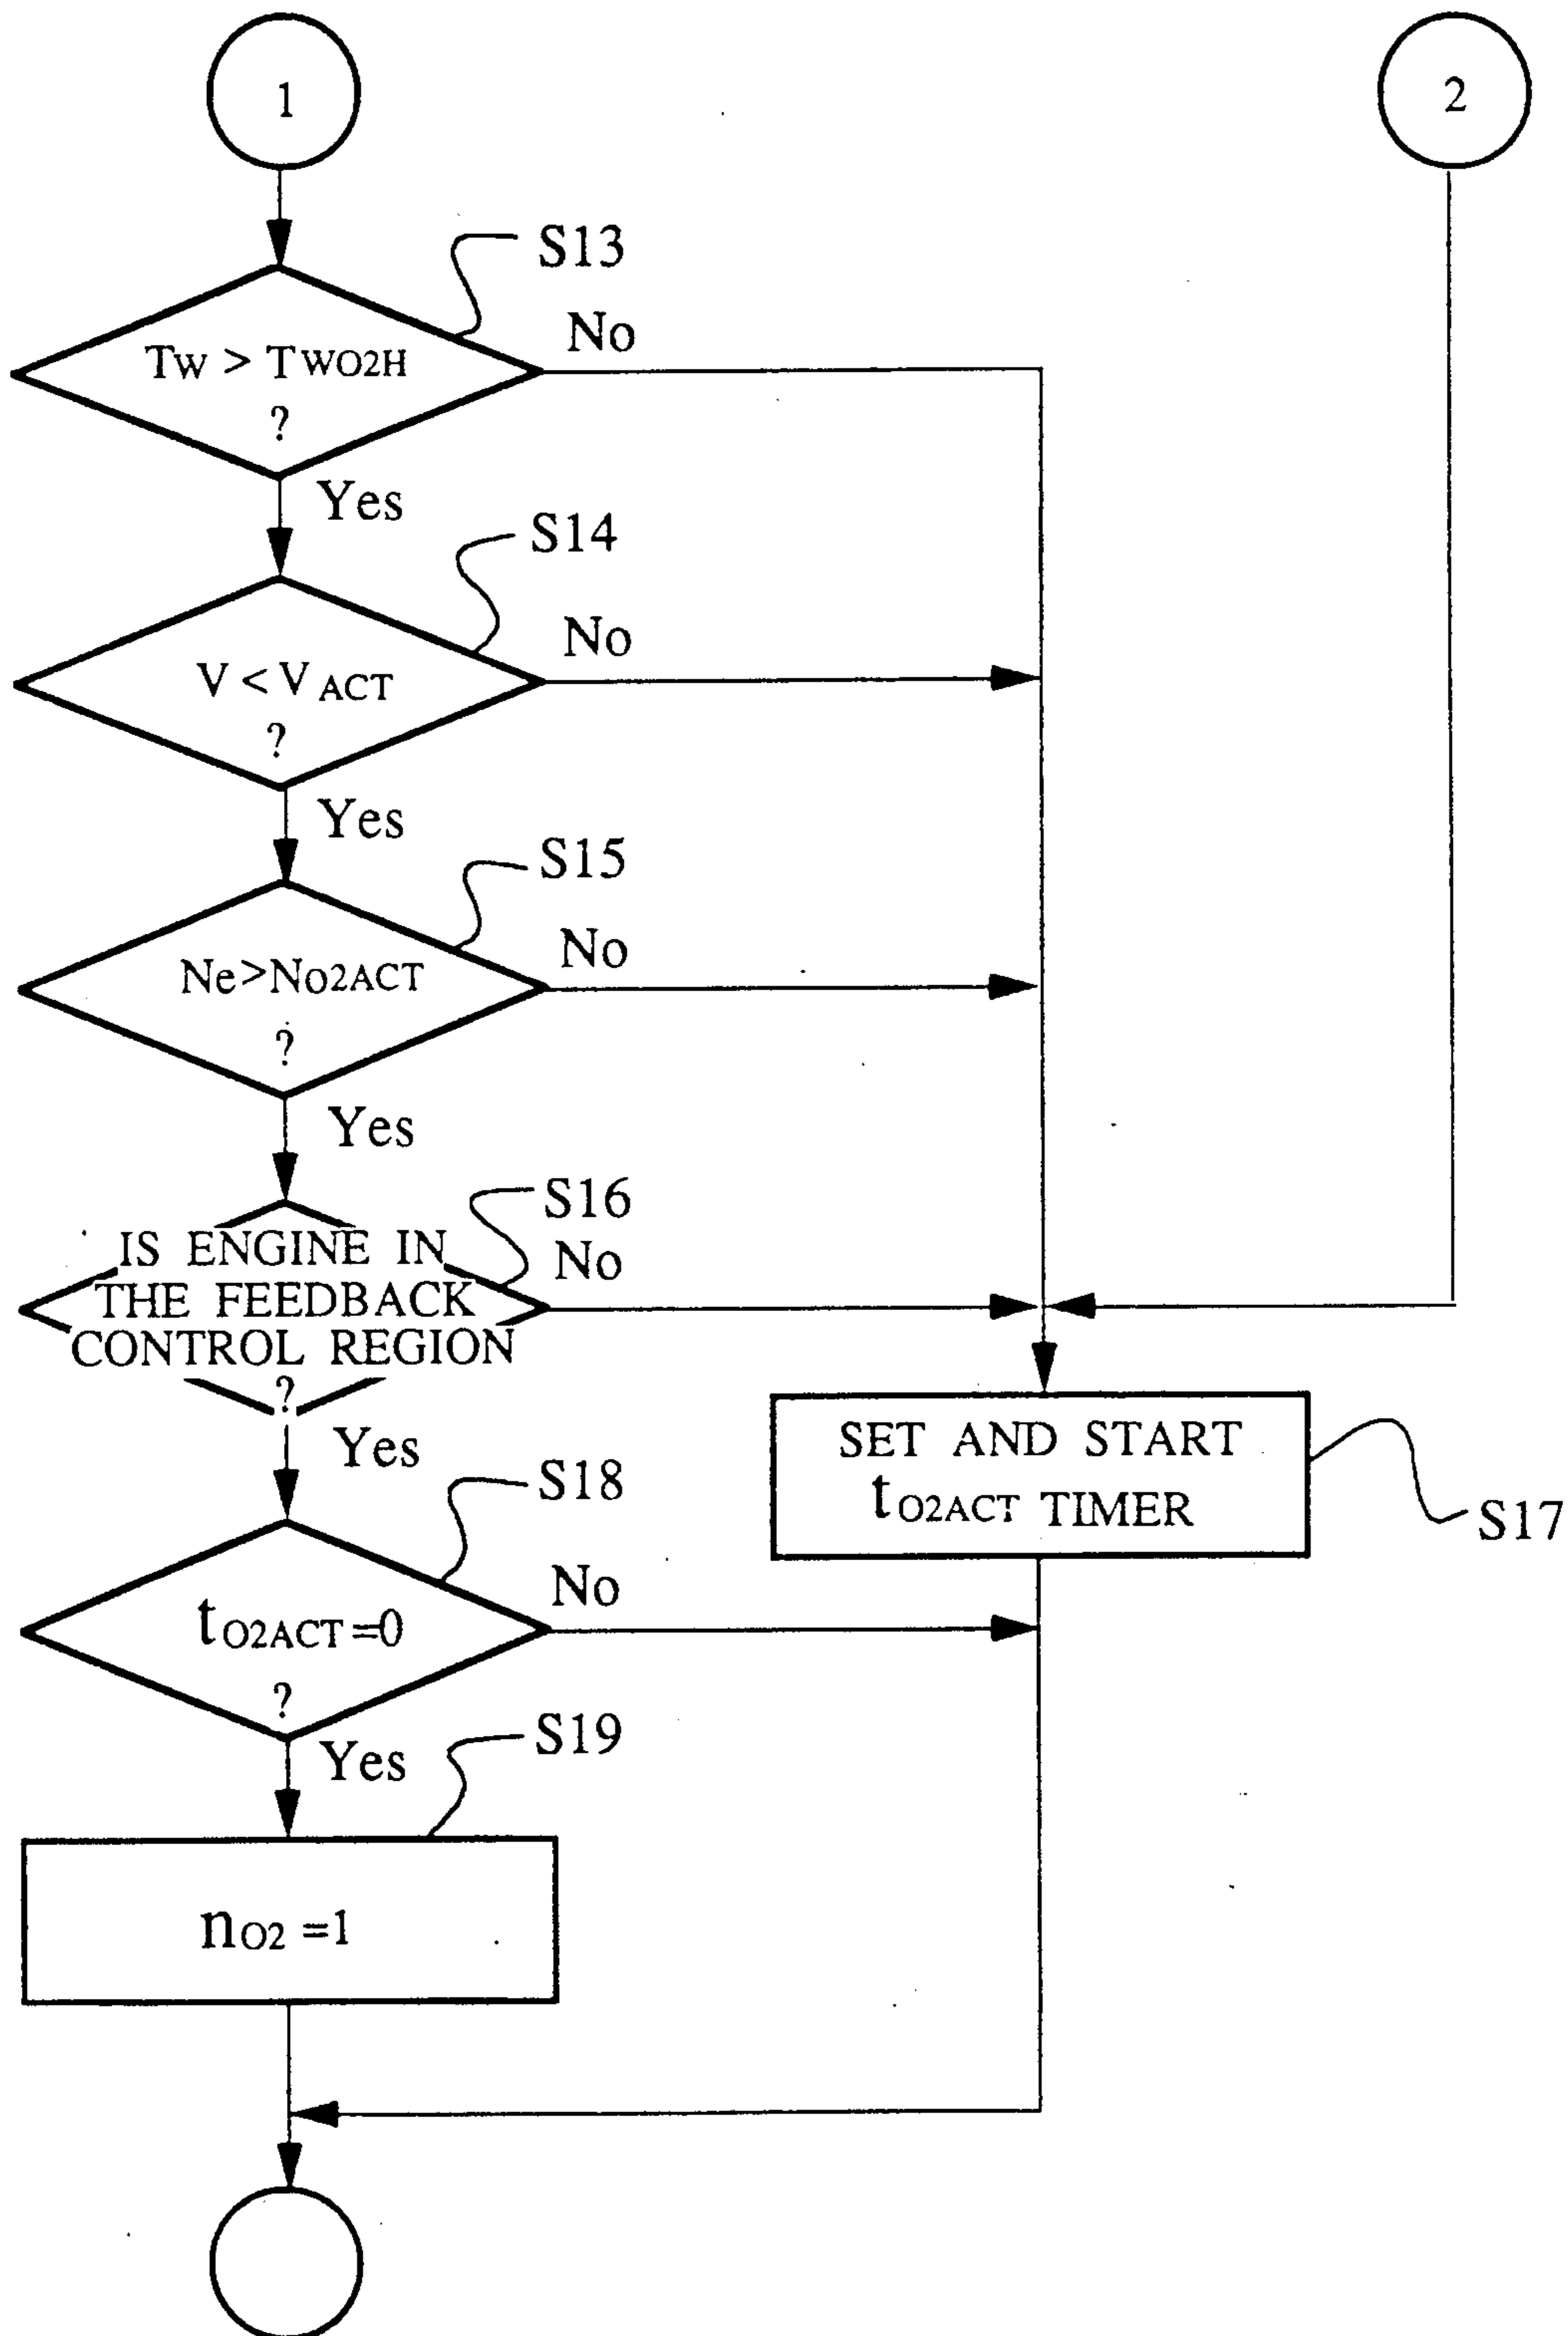 1
2
S13
TW > TWO2H
?
No
Yes
S14
V < VACT
?
No
Yes
S15
Ne>NO2ACT
?
No
Yes
S16
IS ENGINE IN
THE FEEDBACK
CONTROL REGION
?
No
Yes
SET AND START
tO2ACT TIMER
S17
S18
tO2ACT=0
?
No
Yes
S19
nO2 =1